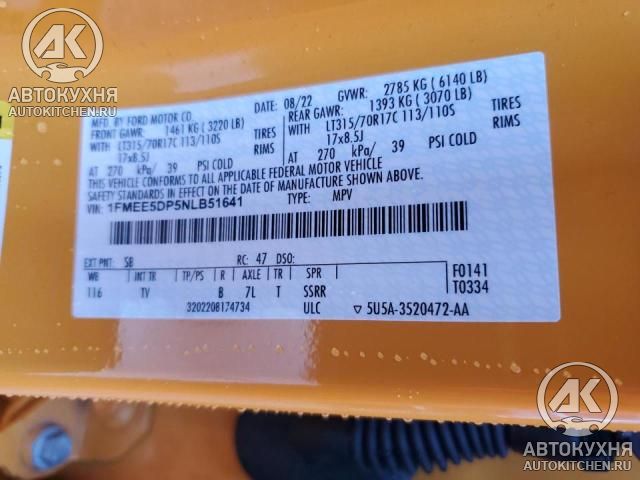 АК
АВТОКУХНЯ
AUTOKITCHEN.RU
MFD. BY FORD MOTOR CO.
DATE: 08/22 GVWR: 2785 KG ( 6140 LB)
FRONT GAWR: 1461 KG ( 3220 LB)
REAR GAWR: 1393 KG ( 3070 LB)
WITH LT315/70R17C 113/110S TIRES
WITH LT315/70R17C 113/110S TIRES
17x8.5J RIMS
17x8.5J RIMS
AT 270 kPa/ 39 PSI COLD
AT 270 kPa/ 39 PSI COLD
THIS VEHICLE CONFORMS TO ALL APPLICABLE FEDERAL MOTOR VEHICLE
SAFETY STANDARDS IN EFFECT ON THE DATE OF MANUFACTURE SHOWN ABOVE.
VIN: 1FMEE5DP5NLB51641
TYPE: MPV
EXT PNT: SB RC: 47 DSO:
WB INT TR TP/PS R AXLE TR SPR
116 TV B 7L T SSRR
F0141
T0334
3202208174734 ULC ▽ 5U5A-3520472-AA
АК
АВТОКУХНЯ
AUTOKITCHEN.RU